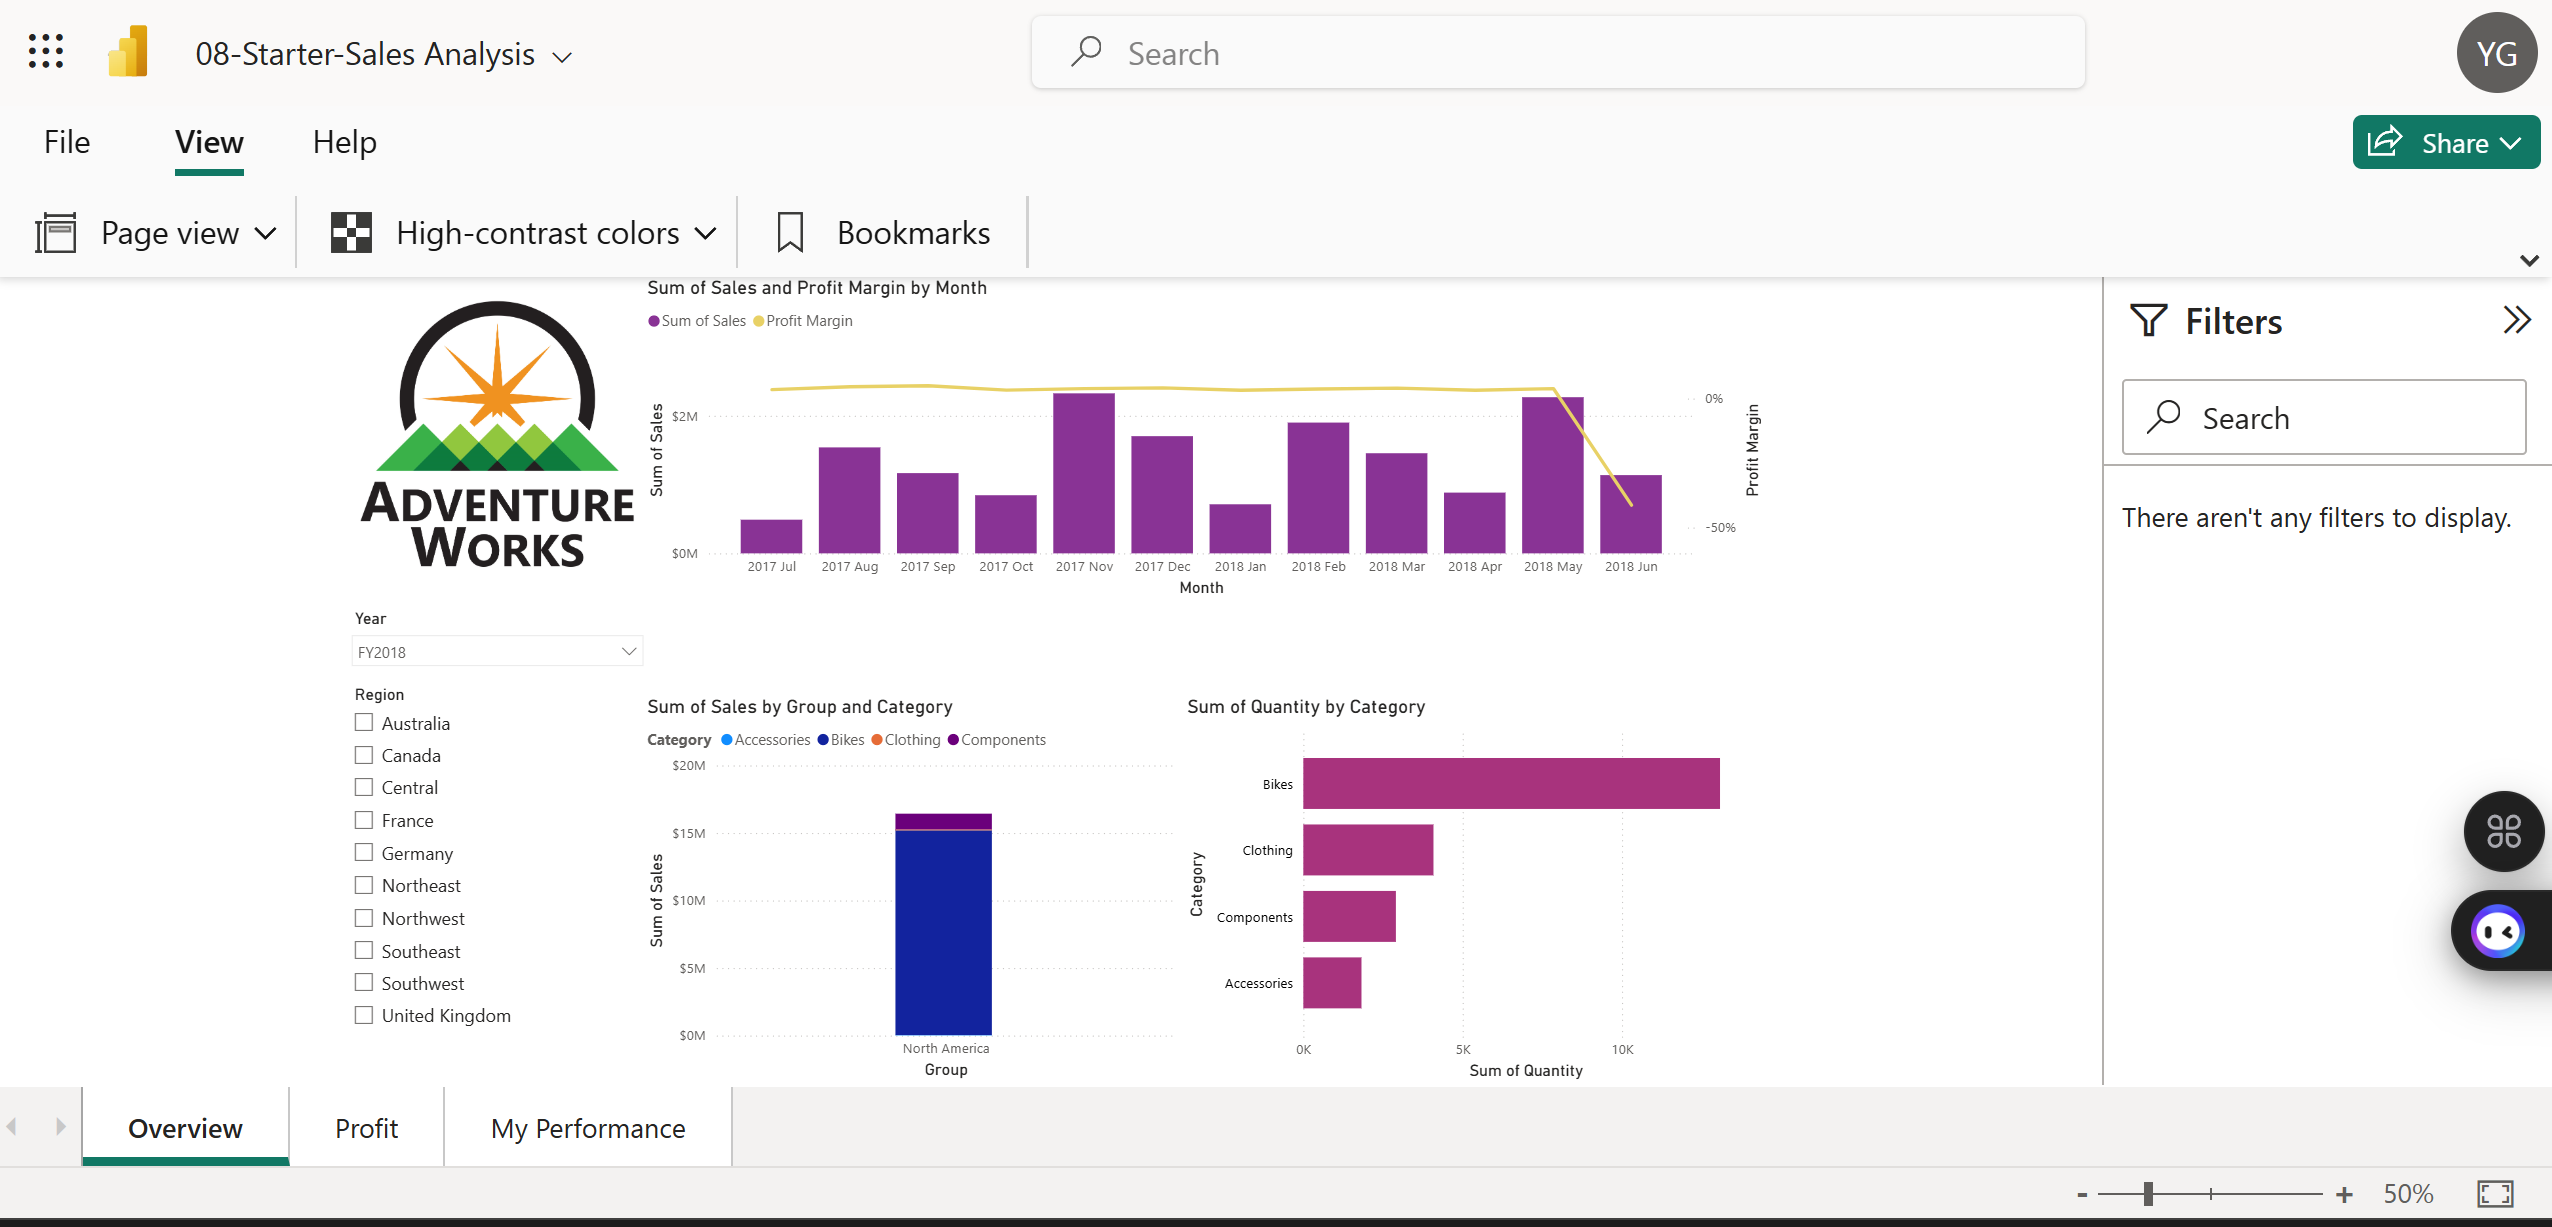 08-Starter-Sales Analysis
Search
YG
File View Help
Share
Page view
High-contrast colors
Bookmarks
ADVENTURE
WORKS
Year
FY2018
Region
Australia
Canada
Central
France
Germany
Northeast
Northwest
Southeast
Southwest
United Kingdom
Sum of Sales and Profit Margin by Month
Sum of Sales Profit Margin
Sum of Sales
$2M
$0M
0%
-50%
Profit Margin
2017 Jul 2017 Aug 2017 Sep 2017 Oct 2017 Nov 2017 Dec 2018 Jan 2018 Feb 2018 Mar 2018 Apr 2018 May 2018 Jun
Month
Sum of Sales by Group and Category
Category Accessories Bikes Clothing Components
Sum of Sales
$20M
$15M
$10M
$5M
$0M
North America
Group
Sum of Quantity by Category
Category
Bikes
Clothing
Components
Accessories
0K 5K 10K
Sum of Quantity
Filters
Search
There aren't any filters to display.
Overview Profit My Performance
- + 50%